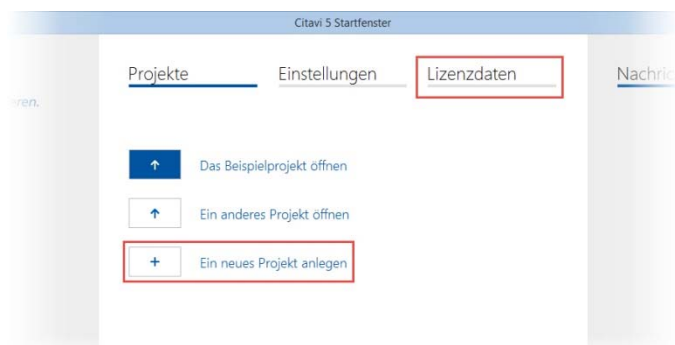 Citavi 5 Startfenster
Projekte Einstellungen Lizenzdaten
Das Beispielprojekt öffnen
Ein anderes Projekt öffnen
Ein neues Projekt anlegen